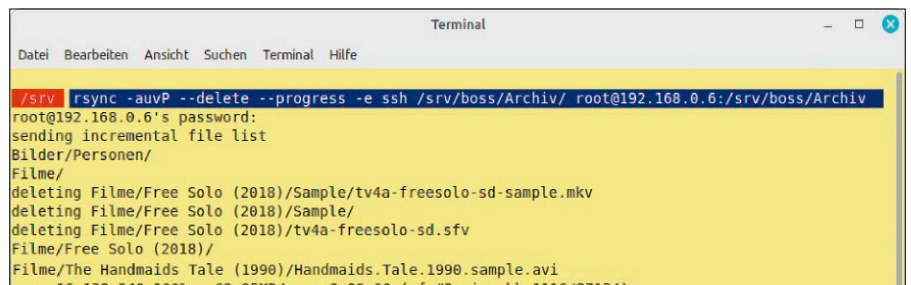 Terminal
Datei Bearbeiten Ansicht Suchen Terminal Hilfe
/srv rsync -auvP --delete --progress -e ssh /srv/boss/Archiv/ root@192.168.0.6:/srv/boss/Archiv
root@192.168.0.6's password:
sending incremental file list
Bilder/Personen/
Filme/
deleting Filme/Free Solo (2018)/Sample/tv4a-freesolo-sd-sample.mkv
deleting Filme/Free Solo (2018)/Sample/
deleting Filme/Free Solo (2018)/tv4a-freesolo-sd.sfv
Filme/Free Solo (2018)/
Filme/The Handmaids Tale (1990)/Handmaids.Tale.1990.sample.avi